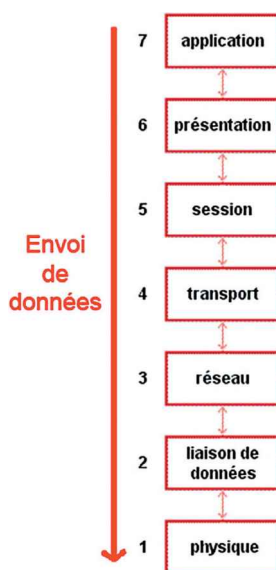 7 application
6 présentation
5 session
Envoi
de
données
4 transport
3 réseau
2 liaison de
données
1 physique